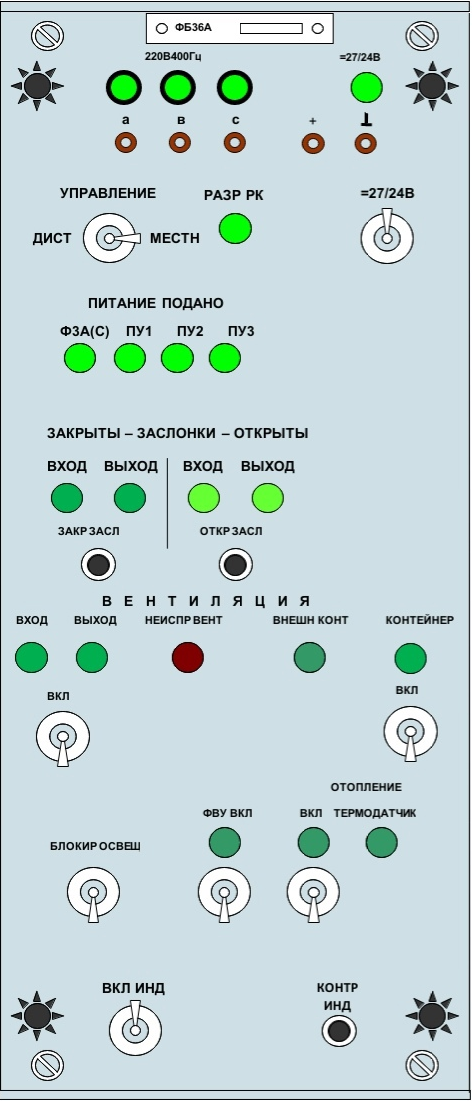 ФБ36А
220В400Гц =27/24В
а в с + ⊥
УПРАВЛЕНИЕ РАЗР РК =27/24В
ДИСТ МЕСТН
ПИТАНИЕ ПОДАНО
Ф3А(С) ПУ1 ПУ2 ПУ3
ЗАКРЫТЫ – ЗАСЛОНКИ – ОТКРЫТЫ
ВХОД ВЫХОД ВХОД ВЫХОД
ЗАКР ЗАСЛ ОТКР ЗАСЛ
В Е Н Т И Л Я Ц И Я
ВХОД ВЫХОД НЕИСПР ВЕНТ ВНЕШН КОНТ КОНТЕЙНЕР
ВКЛ ВКЛ
ОТОПЛЕНИЕ
ФВУ ВКЛ ВКЛ ТЕРМОДАТЧИК
БЛОКИР ОСВЕЩ
ВКЛ ИНД КОНТР
ИНД